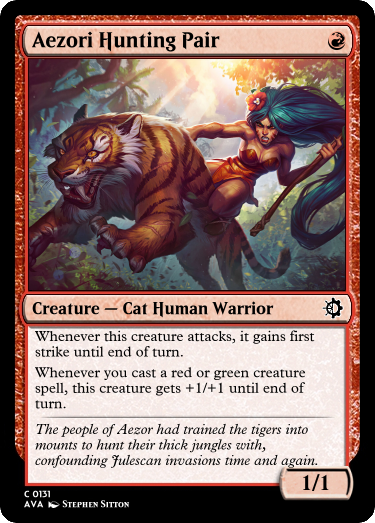 Aezori Hunting Pair
Creature — Cat Human Warrior
Whenever this creature attacks, it gains first
strike until end of turn.
Whenever you cast a red or green creature
spell, this creature gets +1/+1 until end of
turn.
The people of Aezor had trained the tigers into
mounts to hunt their thick jungles with,
confounding Julescan invasions time and again.
1/1
C 0131
AVA Stephen Sitton